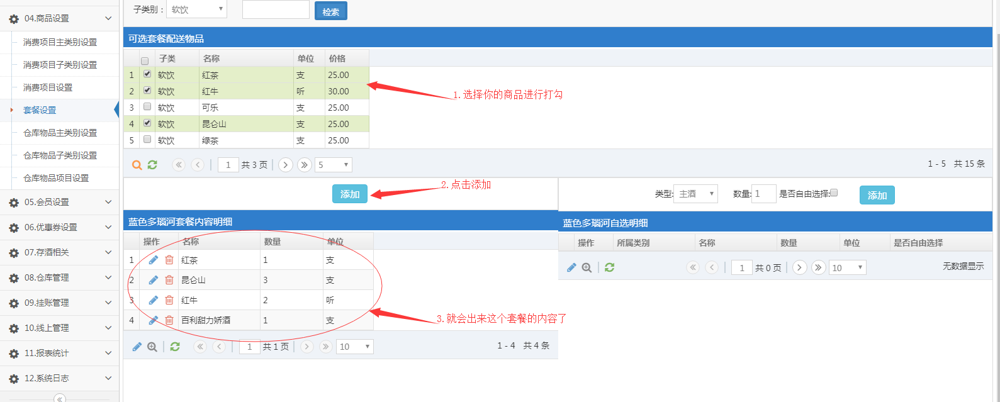 04.商品设置
消费项目主类别设置
消费项目子类别设置
消费项目设置
套餐设置
仓库物品主类别设置
仓库物品子类别设置
仓库物品项目设置
05.会员设置
06.优惠券设置
07.存酒相关
08.仓库管理
09.挂账管理
10.线上管理
11.报表统计
12.系统日志
子类别： 软饮 检索
可选套餐配送物品
子类 名称 单位 价格
1 软饮 红茶 支 25.00
2 软饮 红牛 听 30.00
3 软饮 可乐 支 25.00
4 软饮 昆仑山 支 25.00
5 软饮 绿茶 支 25.00
1.选择你的商品进行打勾
1 共 3 页 5 1 - 5 共 15 条
添加
2.点击添加
类型: 主酒 数量: 1 是否自由选择: 添加
蓝色多瑙河套餐内容明细
操作 名称 数量 单位
1 红茶 1 支
2 昆仑山 3 支
3 红牛 2 听
4 百利甜力娇酒 1 支
3.就会出来这个套餐的内容了
1 共 1 页 10 1 - 4 共 4 条
蓝色多瑙河自选明细
操作 所属类别 名称 数量 单位 是否自由选择
1 共 0 页 10 无数据显示